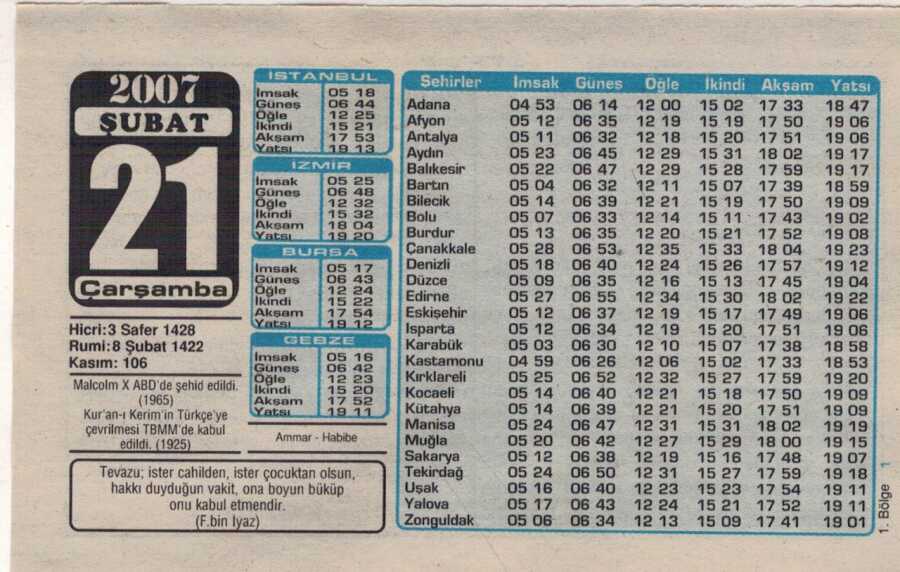 2007
ŞUBAT
21
Çarşamba
Hicri:3 Safer 1428
Rumi:8 Şubat 1422
Kasım: 106
Malcolm X ABD'de şehid edildi.
(1965)
Kur'an-ı Kerim'in Türkçe'ye
çevrilmesi TBMM'de kabul
edildi. (1925)
İSTANBUL
İmsak 05 18
Güneş 06 44
Öğle 12 25
İkindi 15 21
Akşam 17 53
Yatsı 19 13
İZMİR
İmsak 05 25
Güneş 06 48
Öğle 12 32
İkindi 15 32
Akşam 18 04
Yatsı 19 20
BURSA
İmsak 05 17
Güneş 06 43
Öğle 12 24
İkindi 15 22
Akşam 17 54
Yatsı 19 12
GEBZE
İmsak 05 16
Güneş 06 42
Öğle 12 23
İkindi 15 20
Akşam 17 52
Yatsı 19 11
Ammar - Habibe
Tevazu; ister cahilden, ister çocuktan olsun,
hakkı duyduğun vakit, ona boyun büküp
onu kabul etmendir.
(F.bin Iyaz)
Şehirler İmsak Güneş Öğle İkindi Akşam Yatsı
Adana 04 53 06 14 12 00 15 02 17 33 18 47
Afyon 05 12 06 35 12 19 15 19 17 50 19 06
Antalya 05 11 06 32 12 18 15 20 17 51 19 06
Aydın 05 23 06 45 12 29 15 31 18 02 19 17
Balıkesir 05 22 06 47 12 29 15 28 17 59 19 17
Bartın 05 04 06 32 12 11 15 07 17 39 18 59
Bilecik 05 14 06 39 12 21 15 19 17 50 19 09
Bolu 05 07 06 33 12 14 15 11 17 43 19 02
Burdur 05 13 06 35 12 20 15 21 17 52 19 08
Çanakkale 05 28 06 53 12 35 15 33 18 04 19 23
Denizli 05 18 06 40 12 24 15 26 17 57 19 12
Düzce 05 09 06 35 12 16 15 13 17 45 19 04
Edirne 05 27 06 55 12 34 15 30 18 02 19 22
Eskişehir 05 12 06 37 12 19 15 17 17 49 19 06
Isparta 05 12 06 34 12 19 15 20 17 51 19 06
Karabük 05 03 06 30 12 10 15 07 17 38 18 58
Kastamonu 04 59 06 26 12 06 15 02 17 33 18 53
Kırklareli 05 25 06 52 12 32 15 27 17 59 19 20
Kocaeli 05 14 06 40 12 21 15 18 17 50 19 09
Kütahya 05 14 06 39 12 21 15 20 17 51 19 09
Manisa 05 24 06 47 12 31 15 31 18 02 19 19
Muğla 05 20 06 42 12 27 15 29 18 00 19 15
Sakarya 05 12 06 38 12 19 15 16 17 48 19 07
Tekirdağ 05 24 06 50 12 31 15 27 17 59 19 18
Uşak 05 16 06 40 12 23 15 23 17 54 19 11
Yalova 05 17 06 43 12 24 15 21 17 52 19 11
Zonguldak 05 06 06 34 12 13 15 09 17 41 19 01
1. Bölge 1